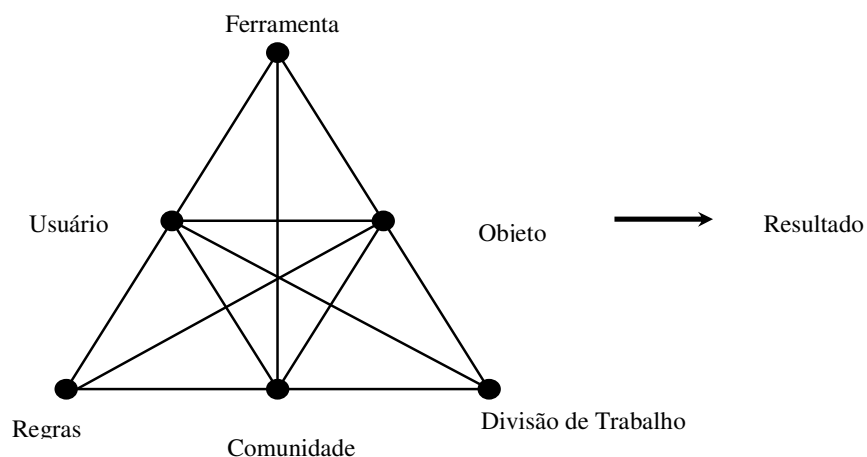 Ferramenta
Usuário
Objeto
Resultado
Regras
Comunidade
Divisão de Trabalho